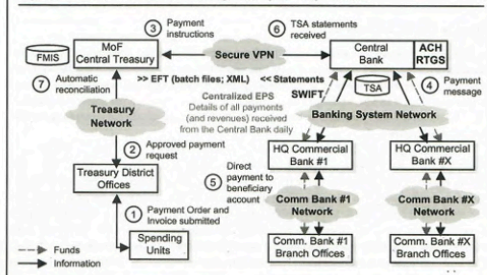 3 Payment instructions
6 TSA statements received
FMIS
MoF
Central Treasury
Secure VPN
Central Bank
ACH
RTGS
7 Automatic reconciliation
>> EFT (batch files; XML) << Statements
SWIFT
TSA
4 Payment message
Centralized EPS
Details of all payments
(and revenues) received
from the Central Bank daily
Treasury Network
Banking System Network
2 Approved payment request
HQ Commercial Bank #1
HQ Commercial Bank #X
Treasury District Offices
5 Direct payment to beneficiary account
Comm Bank #1 Network
Comm Bank #X Network
1 Payment Order and Invoice submitted
Spending Units
Comm. Bank #1 Branch Offices
Comm. Bank #X Branch Offices
Funds
Information